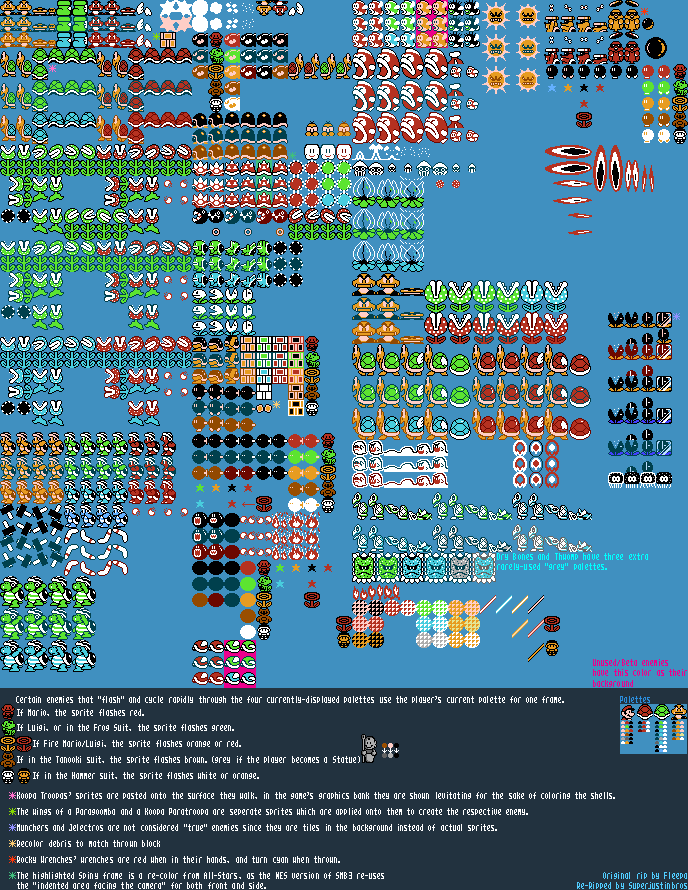 Dry Bones and Thwomp have three extra
rarely-used "grey" palettes.
Unused/Beta enemies
have this color as their
background
Certain enemies that "flash" and cycle rapidly through the four currently-displayed palettes use the player's current palette for one frame.
Palettes
If Mario, the sprite flashes red.
If Luigi, or in the Frog Suit, the sprite flashes green.
If Fire Mario/Luigi, the sprite flashes orange or red.
If in the Tanooki suit, the sprite flashes brown. (grey if the player becomes a Statue)
If in the Hammer suit, the sprite flashes white or orange.
*Koopa Troopas' sprites are pasted onto the surface they walk, in the game's graphics bank they are shown levitating for the sake of coloring the shells.
*The wings of a Paragoomba and a Koopa Paratroopa are seperate sprites which are applied onto them to create the respective enemy.
*Munchers and Jelectros are not considered "true" enemies since they are tiles in the background instead of actual sprites.
*Recolor debris to match thrown block
*Rocky Wrenches' wrenches are red when in their hands, and turn cyan when thrown.
*The highlighted Spiny frame is a re-color from All-Stars, as the NES version of SMB3 re-uses
the "indented area facing the camera" for both front and side.
Original rip by Fleepa
Re-Ripped by Superjustinbros